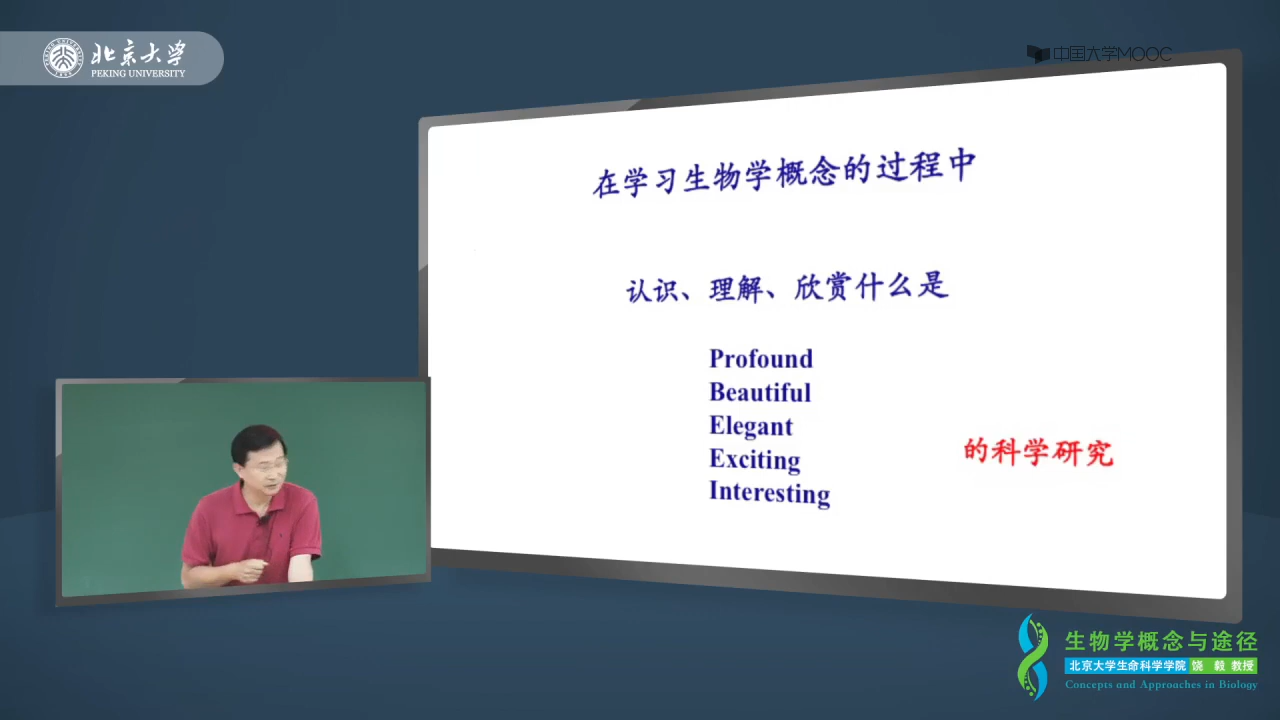 北京大学
PEKING UNIVERSITY
中国大学MOOC
在学习生物学概念的过程中
认识、理解、欣赏什么是
Profound
Beautiful
Elegant
Exciting
Interesting
的科学研究
生物学概念与途径
北京大学生命科学学院 饶 毅 教授
Concepts and Approaches in Biology